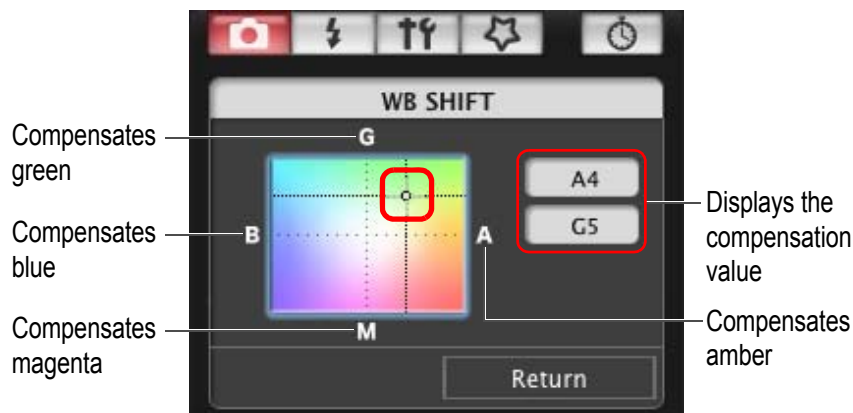 WB SHIFT
Compensates
green
G
A4
G5
Displays the
compensation
value
Compensates
blue
B
A
Compensates
magenta
M
Compensates
amber
Return